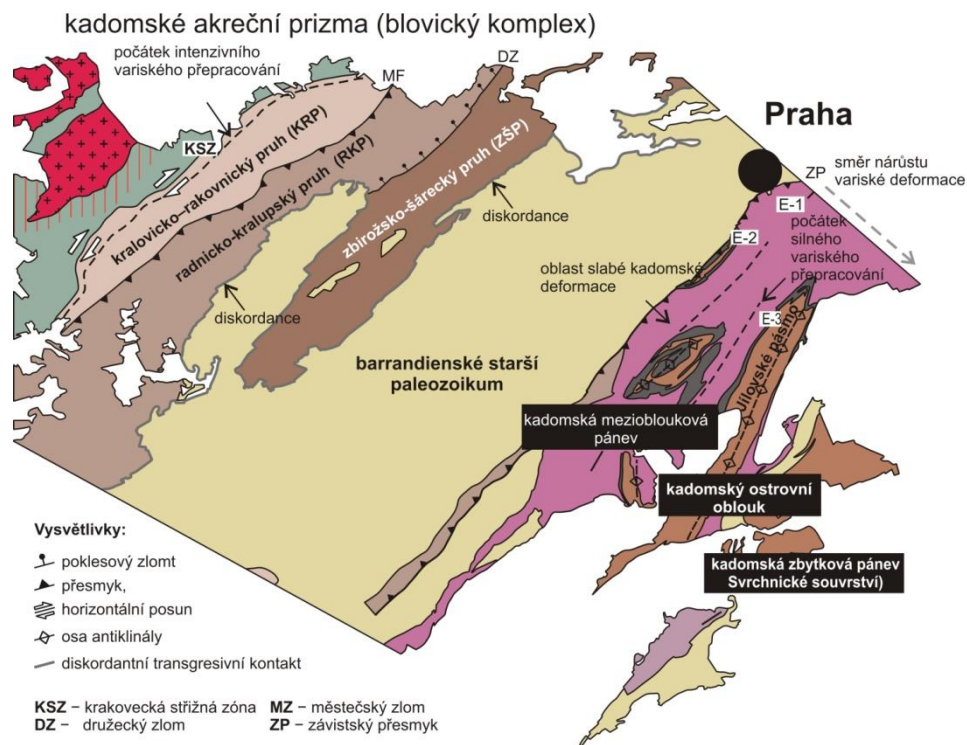 kadomské akreční prizma (blovický komplex)
počátek intenzivního
variského přepracování
MF
DZ
KSZ
kralovicko–rakovnický pruh (KRP)
radnicko-kralupský pruh (RKP)
zbirožsko-šárecký pruh (ZŠP)
diskordance
diskordance
Praha
ZP
směr nárůstu
variské deformace
E-1
E-2
počátek
silného
variského
přepracování
oblast slabé kadomské
deformace
E-3
Jílovské pásmo
barrandienské starší
paleozoikum
kadomská mezioblouková
pánev
kadomský ostrovní
oblouk
kadomská zbytková pánev
Svrchnické souvrství)
Vysvětlivky:
poklesový zlomt
přesmyk,
horizontální posun
osa antiklinály
diskordantní transgresivní kontakt
KSZ – krakovecká střižná zóna
MZ – městečský zlom
DZ – družecký zlom
ZP – závistský přesmyk